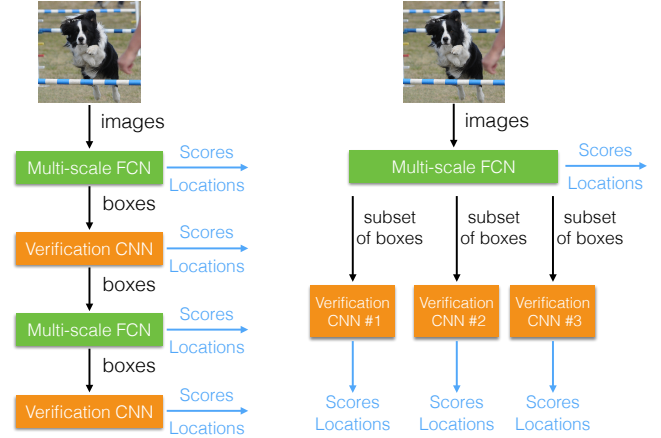 images
Multi-scale FCN
Scores
Locations
boxes
Verification CNN
Scores
Locations
boxes
Multi-scale FCN
Scores
Locations
boxes
Verification CNN
Scores
Locations
images
Multi-scale FCN
Scores
Locations
subset
of boxes
subset
of boxes
subset
of boxes
Verification
CNN #1
Verification
CNN #2
Verification
CNN #3
Scores
Locations
Scores
Locations
Scores
Locations